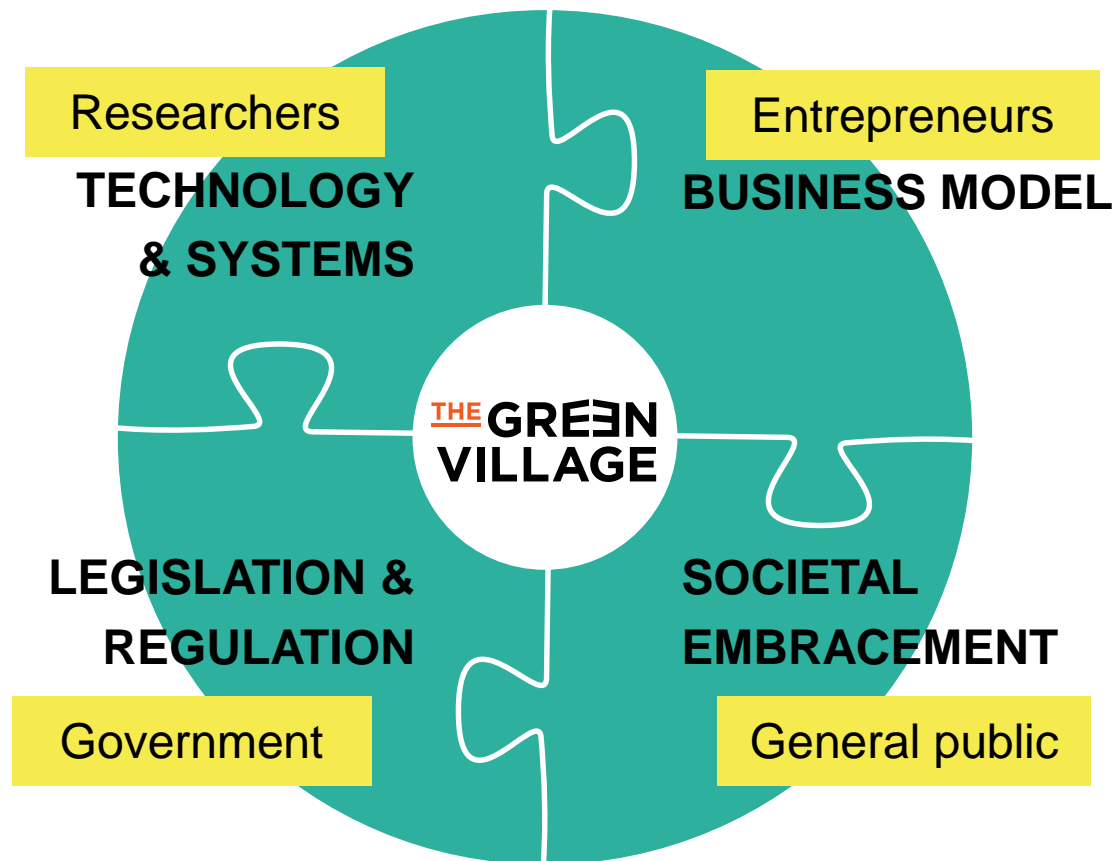 Researchers
TECHNOLOGY
& SYSTEMS
Entrepreneurs
BUSINESS MODEL
THE GREEN
VILLAGE
LEGISLATION &
REGULATION
Government
SOCIETAL
EMBRACEMENT
General public